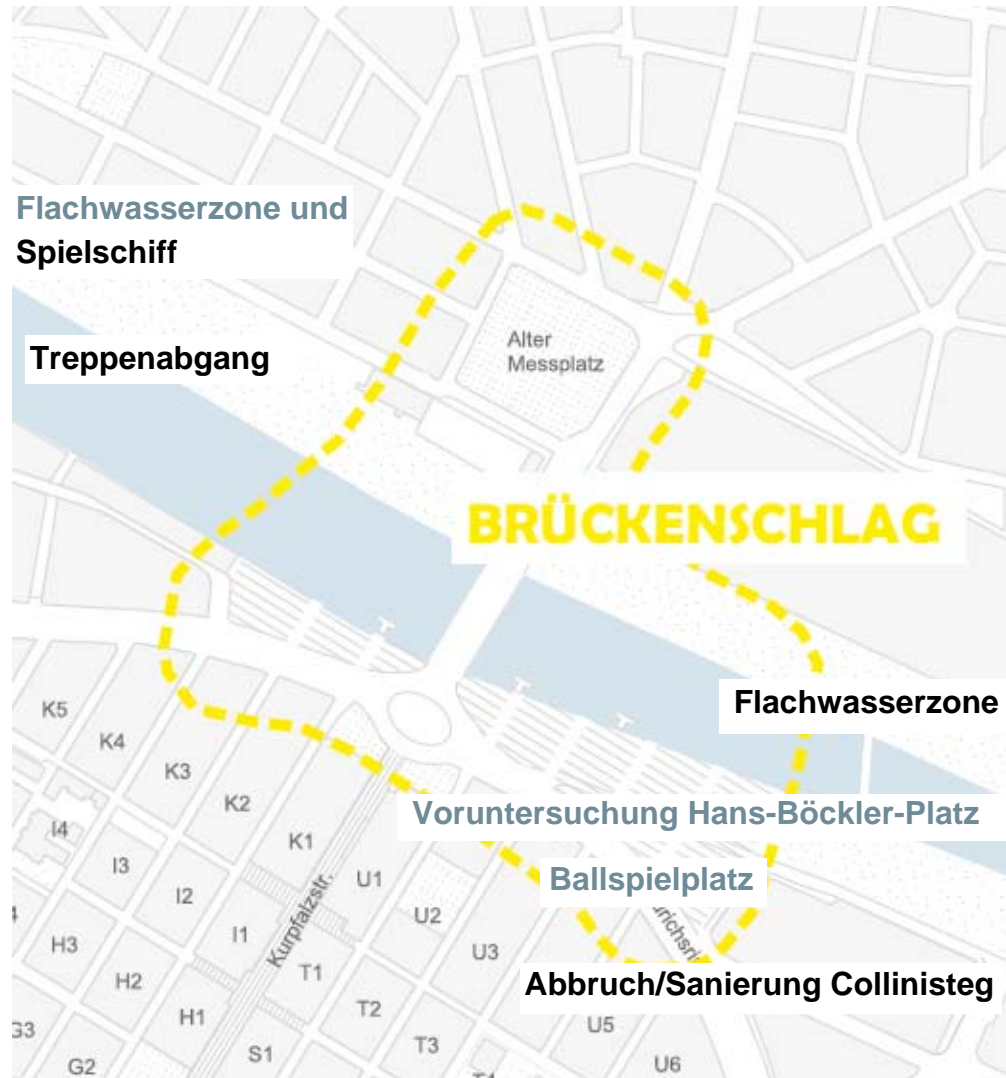 Flachwasserzone und
Spielschiff
Alter
Messplatz
Treppenabgang
BRÜCKENSCHLAG
Flachwasserzone
K5
K4
K3
K2
K1
Voruntersuchung Hans-Böckler-Platz
Ballspielplatz
I4
I3
I2
I1
Kurpfalzstr.
U1
U2
U3
H3
H2
H1
T1
T2
T3
Abbruch/Sanierung Collinisteg
G2
S1
U5
U6